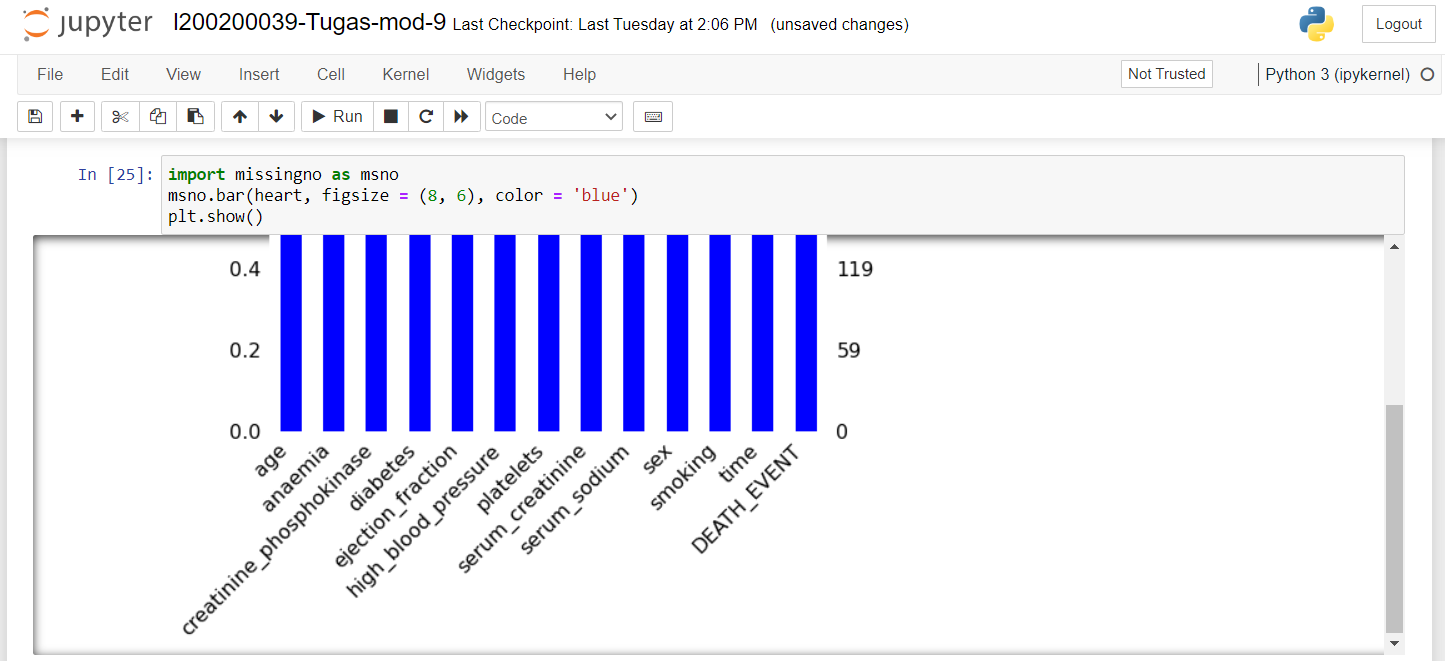 jupyter l200200039-Tugas-mod-9 Last Checkpoint: Last Tuesday at 2:06 PM (unsaved changes) Logout
File Edit View Insert Cell Kernel Widgets Help Not Trusted Python 3 (ipykernel)
Run Code
In [25]: import missingno as msno
msno.bar(heart, figsize = (8, 6), color = 'blue')
plt.show()
0.4 119
0.2 59
0.0 0
age
anaemia
creatinine_phosphokinase
diabetes
ejection_fraction
high_blood_pressure
platelets
serum_creatinine
serum_sodium
sex
smoking
time
DEATH_EVENT